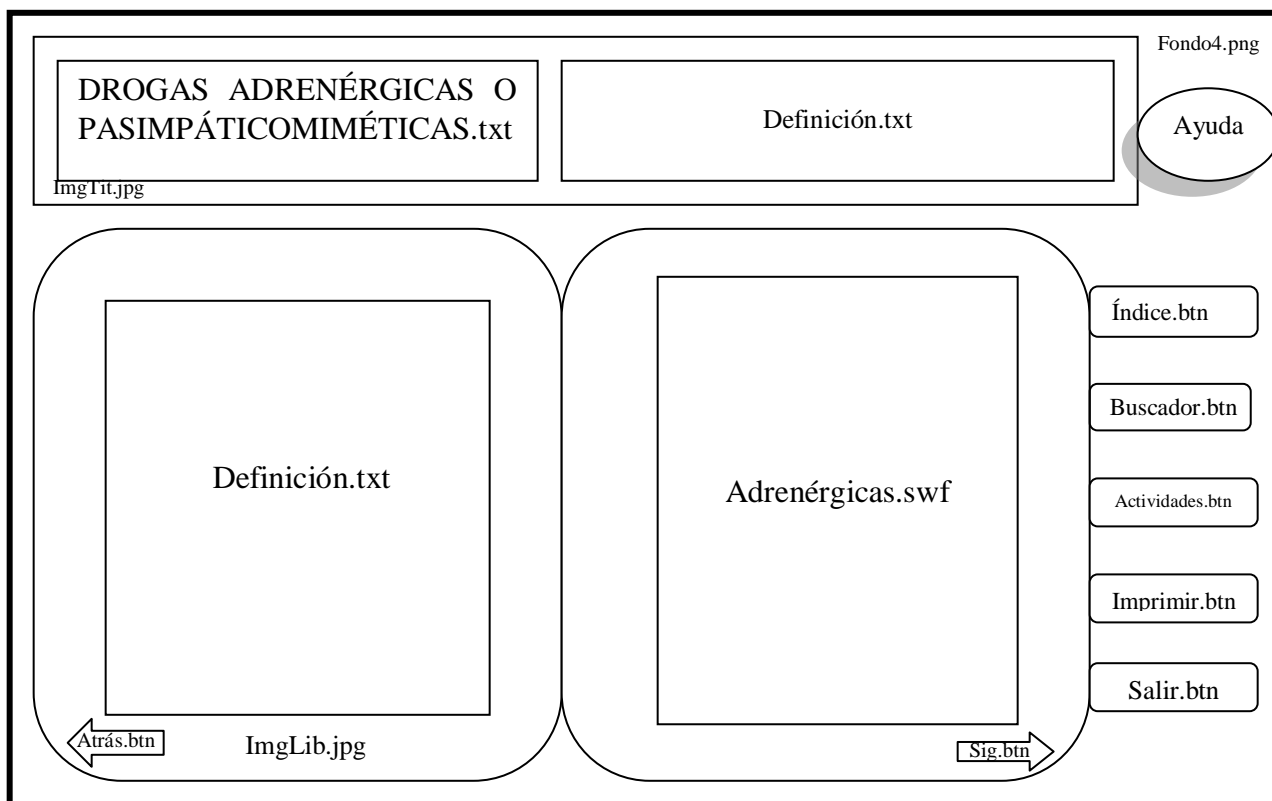 Fondo4.png
DROGAS ADRENÉRGICAS O
PASIMPÁTICOMIMÉTICAS.txt
Definición.txt
Ayuda
ImgTit.jpg
Índice.btn
Buscador.btn
Definición.txt
Adrenérgicas.swf
Actividades.btn
Imprimir.btn
Salir.btn
Atrás.btn
ImgLib.jpg
Sig.btn